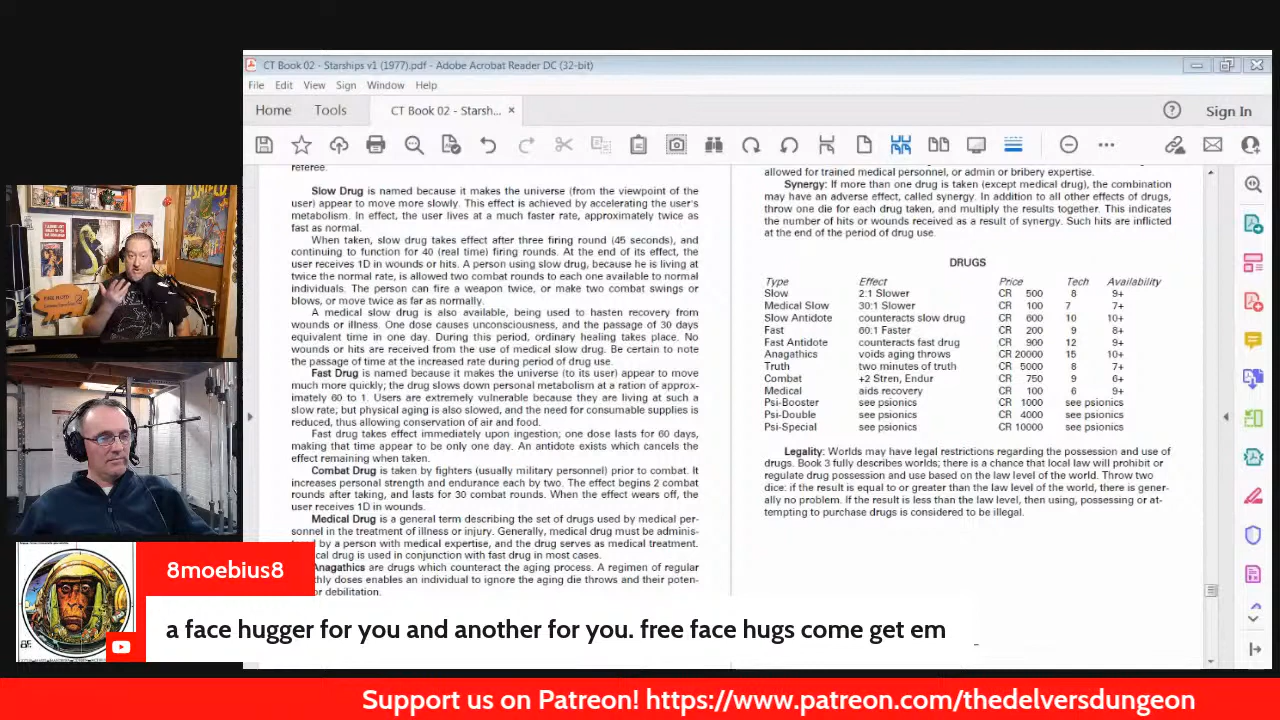 CT Book 02 - Starships v1 (1977).pdf - Adobe Acrobat Reader DC (32-bit)
File Edit View Sign Window Help
Home Tools CT Book 02 - Starsh... × Sign In
referee.
Slow Drug is named because it makes the universe (from the viewpoint of the
user) appear to move more slowly. This effect is achieved by accelerating the user's
metabolism. In effect, the user lives at a much faster rate, approximately twice as
fast as normal.
When taken, slow drug takes effect after three firing round (45 seconds), and
continuing to function for 40 (real time) firing rounds. At the end of its effect, the
user receives 1D in wounds or hits. A person using slow drug, because he is living at
twice the normal rate, is allowed two combat rounds to each one available to normal
individuals. The person can fire a weapon twice, or make two combat swings or
blows, or move twice as far as normally.
A medical slow drug is also available, being used to hasten recovery from
wounds or illness. One dose causes unconsciousness, and the passage of 30 days
equivalent time in one day. During this period, ordinary healing takes place. No
wounds or hits are received from the use of medical slow drug. Be certain to note
the passage of time at the increased rate during period of drug use.
Fast Drug is named because it makes the universe (to its user) appear to move
much more quickly; the drug slows down personal metabolism at a ration of approx-
imately 60 to 1. Users are extremely vulnerable because they are living at such a
slow rate; but physical aging is also slowed, and the need for consumable supplies is
reduced, thus allowing conservation of air and food.
Fast drug takes effect immediately upon ingestion; one dose lasts for 60 days,
making that time appear to be only one day. An antidote exists which cancels the
effect remaining when taken.
Combat Drug is taken by fighters (usually military personnel) prior to combat. It
increases personal strength and endurance each by two. The effect begins 2 combat
rounds after taking, and lasts for 30 combat rounds. When the effect wears off, the
user receives 1D in wounds.
Medical Drug is a general term describing the set of drugs used by medical per-
sonnel in the treatment of illness or injury. Generally, medical drug must be adminis-
by a person with medical expertise, and the drug serves as medical treatment.
cal drug is used in conjunction with fast drug in most cases.
Anagathics are drugs which counteract the aging process. A regimen of regular
thly doses enables an individual to ignore the aging die throws and their poten-
or debilitation.
allowed for trained medical personnel, or admin or bribery expertise.
Synergy: If more than one drug is taken (except medical drug), the combination
may have an adverse effect, called synergy. In addition to all other effects of drugs,
throw one die for each drug taken, and multiply the results together. This indicates
the number of hits or wounds received as a result of synergy. Such hits are inflicted
at the end of the period of drug use.
DRUGS
Type Effect Price Tech Availability
Slow 2:1 Slower CR 500 8 9+
Medical Slow 30:1 Slower CR 100 7 7+
Slow Antidote counteracts slow drug CR 600 10 10+
Fast 60:1 Faster CR 200 9 8+
Fast Antidote counteracts fast drug CR 900 12 9+
Anagathics voids aging throws CR 20000 15 10+
Truth two minutes of truth CR 5000 8 7+
Combat +2 Stren, Endur CR 750 9 6+
Medical aids recovery CR 100 6 9+
Psi-Booster see psionics CR 1000 see psionics
Psi-Double see psionics CR 4000 see psionics
Psi-Special see psionics CR 10000 see psionics
Legality: Worlds may have legal restrictions regarding the possession and use of
drugs. Book 3 fully describes worlds; there is a chance that local law will prohibit or
regulate drug possession and use based on the law level of the world. Throw two
dice: if the result is equal to or greater than the law level of the world, there is gener-
ally no problem. If the result is less than the law level, then using, possessing or at-
tempting to purchase drugs is considered to be illegal.
8moebius8
a face hugger for you and another for you. free face hugs come get em
Support us on Patreon! https://www.patreon.com/thedelversdungeon